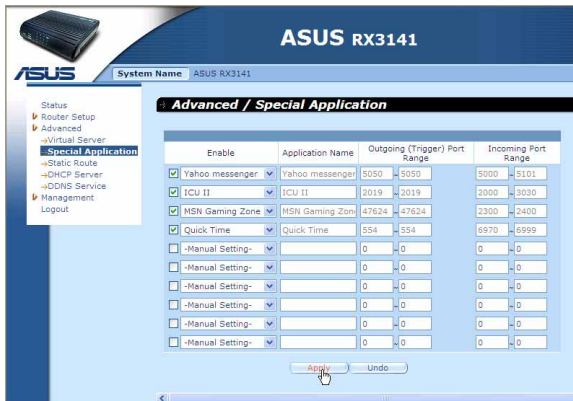 ASUS RX3141
ASUS
System Name ASUS RX3141
Status
Router Setup
Advanced
Virtual Server
Special Application
Static Route
DHCP Server
DDNS Service
Management
Logout
Advanced / Special Application
Enable Application Name Outgoing (Trigger) Port Range Incoming Port Range
Yahoo messenger Yahoo messenger 5050 ~ 5050 5000 ~ 5101
ICU II ICU II 2019 ~ 2019 2000 ~ 3030
MSN Gaming Zone MSN Gaming Zon 47624 ~ 47624 2300 ~ 2400
Quick Time Quick Time 554 ~ 554 6970 ~ 6999
-Manual Setting- 0 ~ 0 0 ~ 0
-Manual Setting- 0 ~ 0 0 ~ 0
-Manual Setting- 0 ~ 0 0 ~ 0
-Manual Setting- 0 ~ 0 0 ~ 0
-Manual Setting- 0 ~ 0 0 ~ 0
-Manual Setting- 0 ~ 0 0 ~ 0
Apply Undo